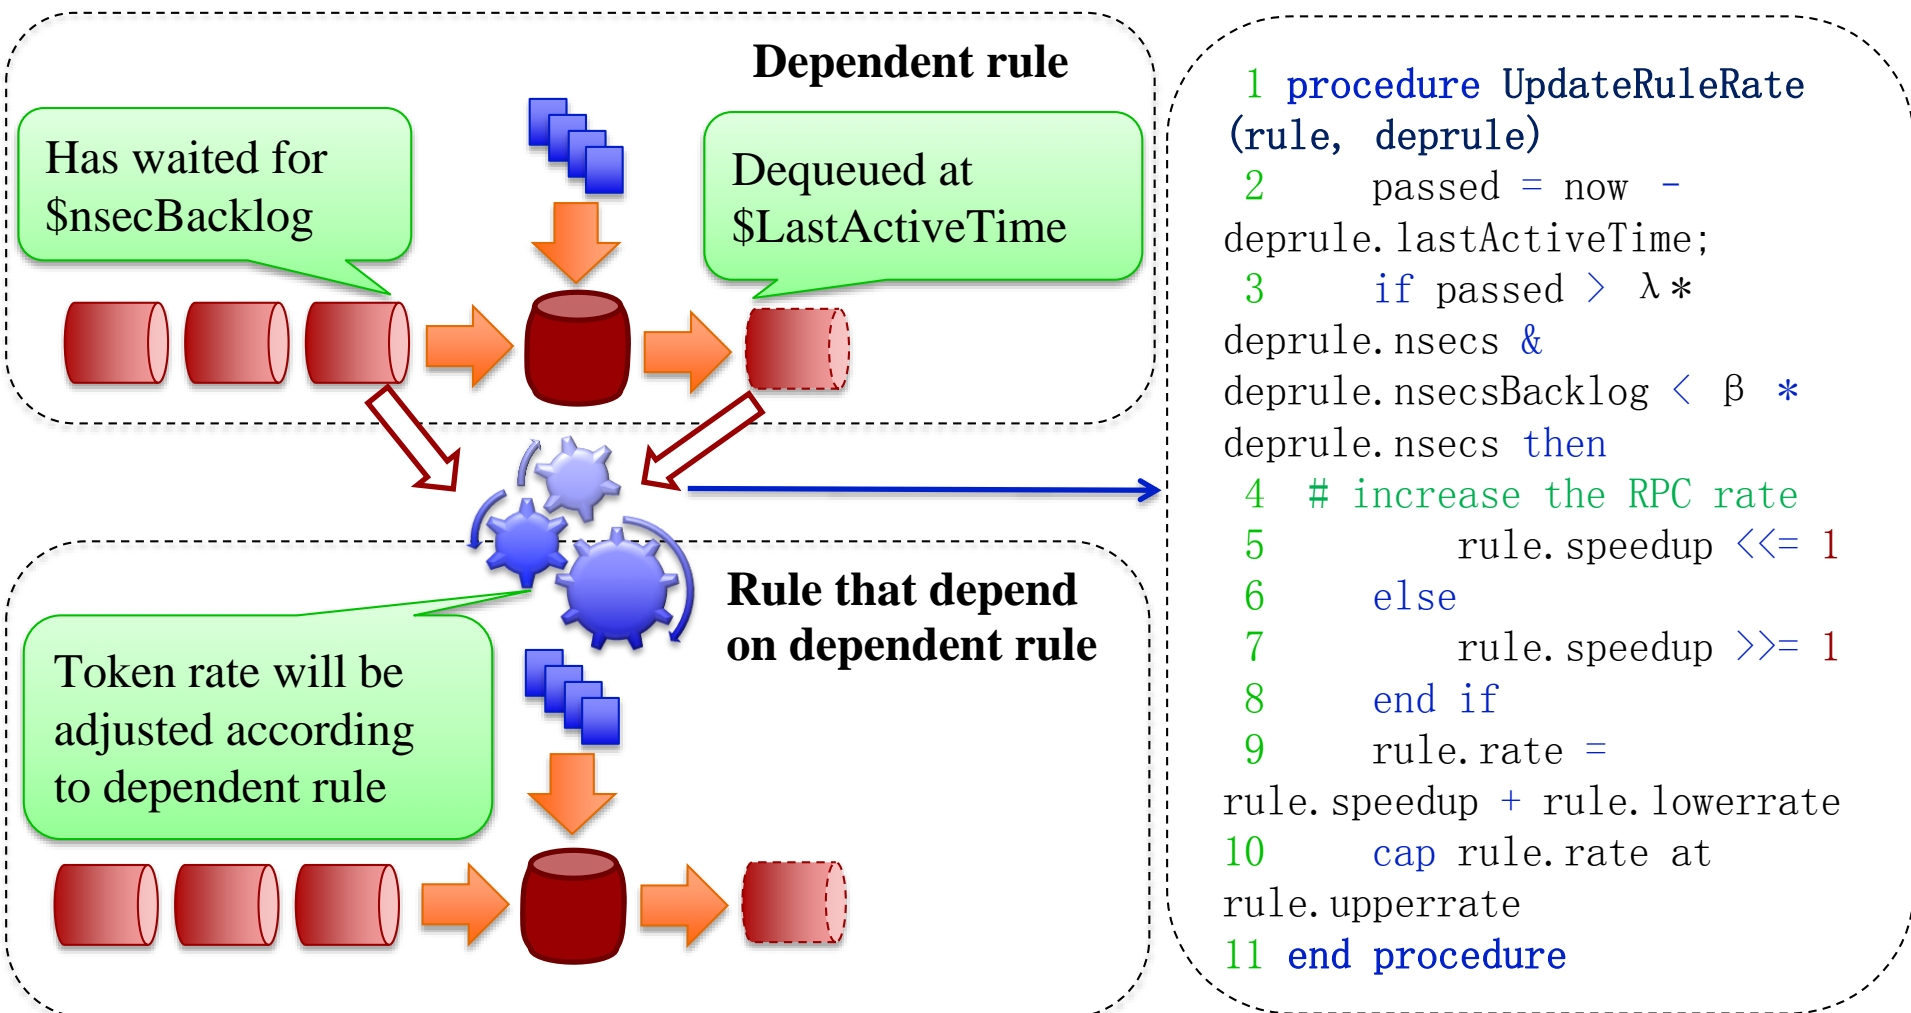 Dependent rule
Has waited for
$nsecBacklog
Dequeued at
$LastActiveTime
Rule that depend
on dependent rule
Token rate will be
adjusted according
to dependent rule
1 procedure UpdateRuleRate
(rule, deprule)
2 passed = now -
deprule.lastActiveTime;
3 if passed > λ*
deprule.nsecs &
deprule.nsecsBacklog < β *
deprule.nsecs then
4 # increase the RPC rate
5 rule.speedup <<= 1
6 else
7 rule.speedup >>= 1
8 end if
9 rule.rate =
rule.speedup + rule.lowerrate
10 cap rule.rate at
rule.upperrate
11 end procedure